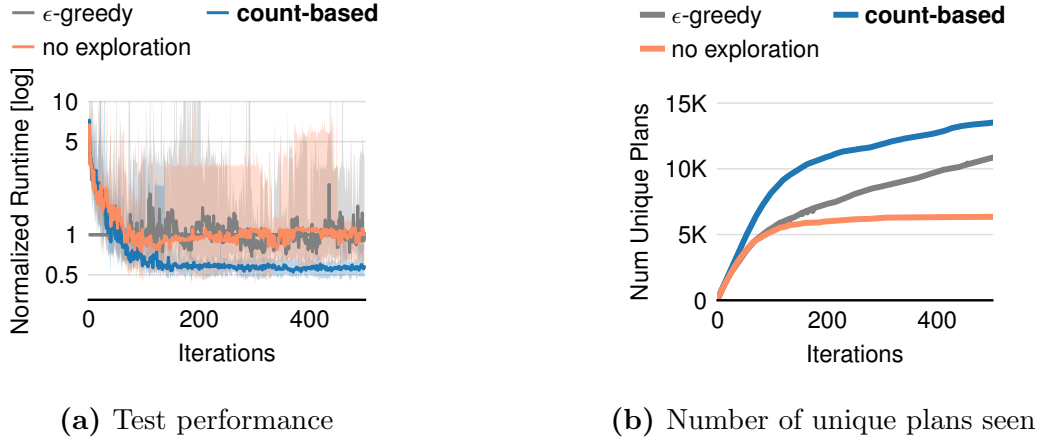 ϵ-greedy count-based
no exploration
Normalized Runtime [log]
10
5
1
0.5
0 200 400
Iterations
(a) Test performance
ϵ-greedy count-based
no exploration
Num Unique Plans
15K
10K
5K
0
0 200 400
Iterations
(b) Number of unique plans seen